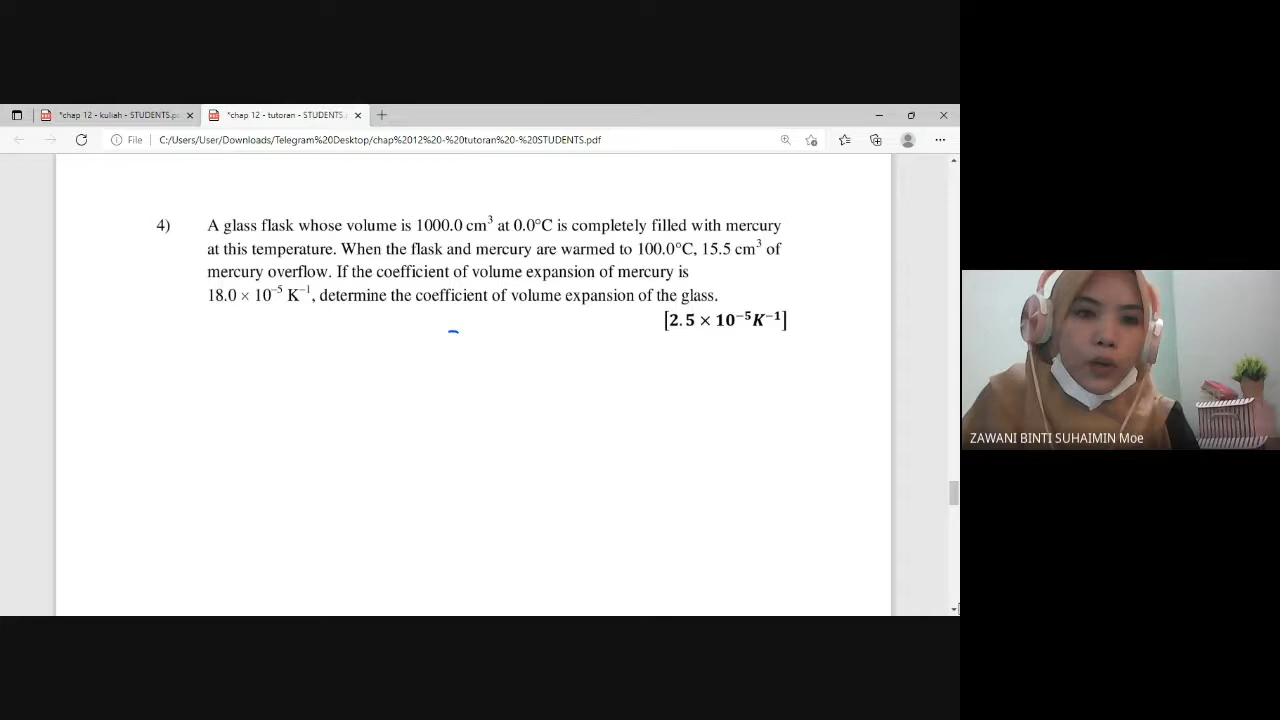 *chap 12 - kuliah - STUDENTS.p
*chap 12 - tutoran - STUDENTS.
File
C:/Users/User/Downloads/Telegram%20Desktop/chap%2012%20-%20tutoran%20-%20STUDENTS.pdf
4) A glass flask whose volume is 1000.0 cm³ at 0.0°C is completely filled with mercury
at this temperature. When the flask and mercury are warmed to 100.0°C, 15.5 cm³ of
mercury overflow. If the coefficient of volume expansion of mercury is
18.0 × 10⁻⁵ K⁻¹, determine the coefficient of volume expansion of the glass.
[2.5 × 10⁻⁵K⁻¹]
ZAWANI BINTI SUHAIMIN Moe